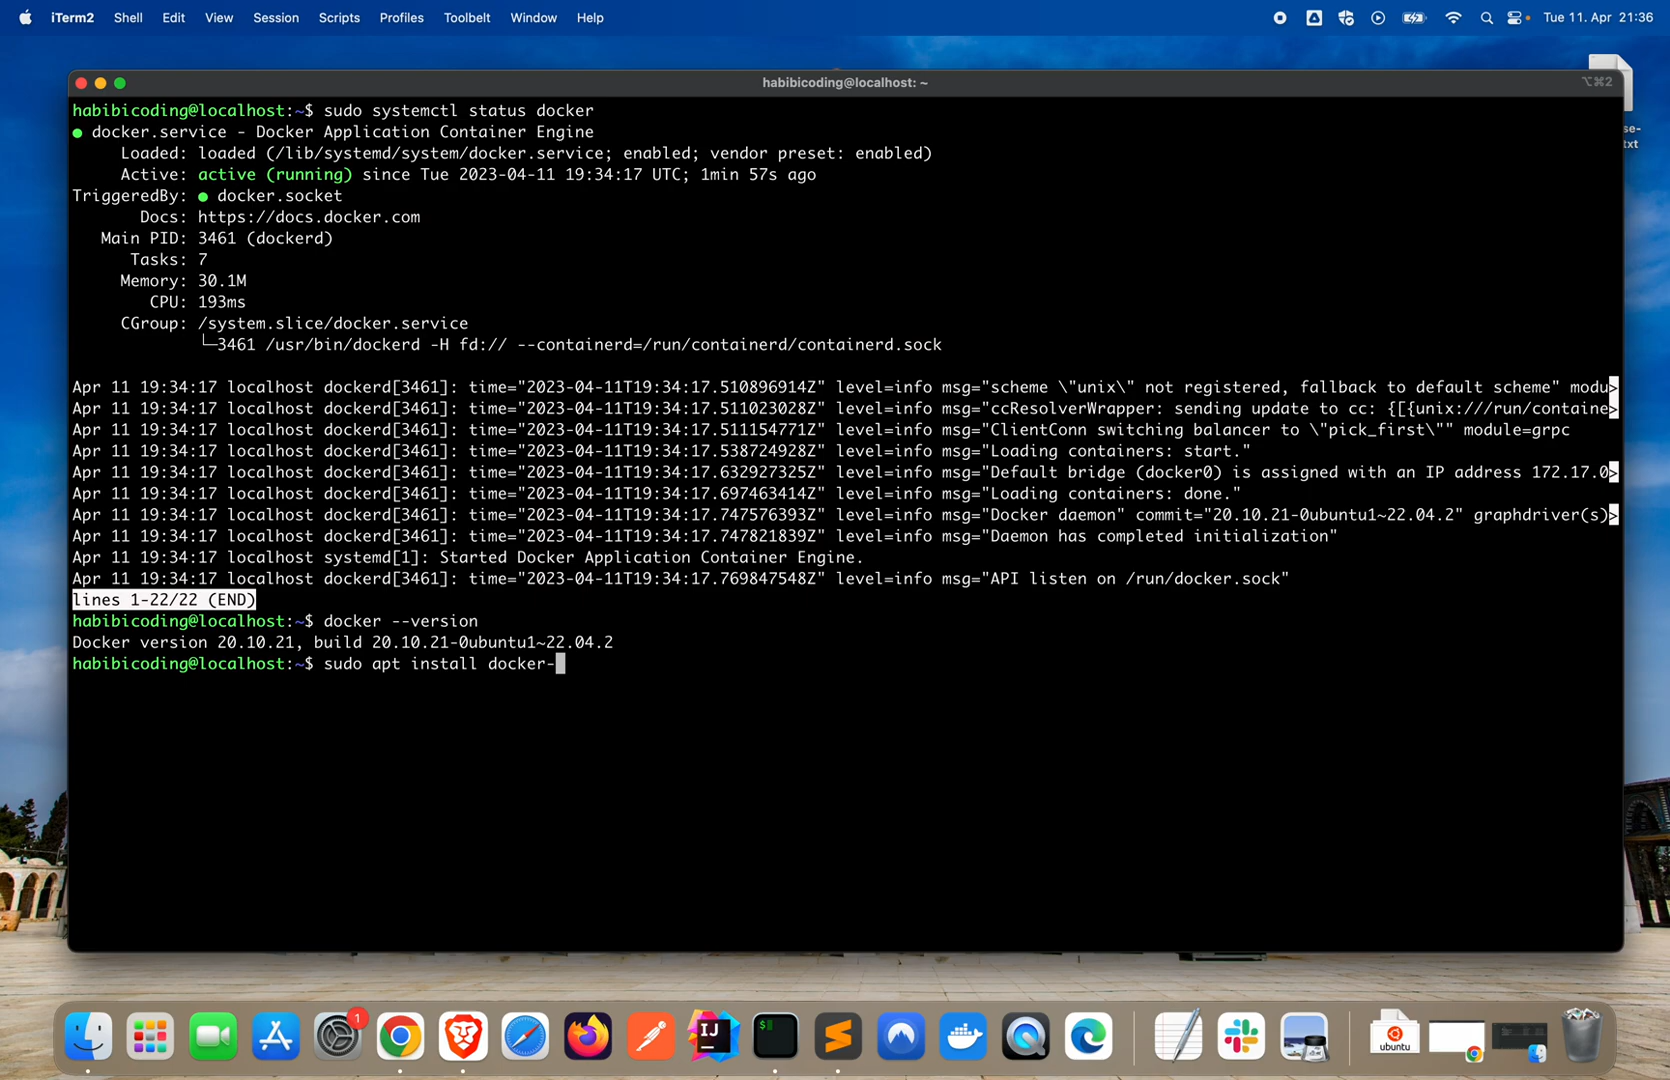 iTerm2 Shell Edit View Session Scripts Profiles Toolbelt Window Help Tue 11. Apr 21:36
habibicoding@localhost: ~ ⌥⌘2
habibicoding@localhost:~$ sudo systemctl status docker
● docker.service - Docker Application Container Engine
Loaded: loaded (/lib/systemd/system/docker.service; enabled; vendor preset: enabled)
Active: active (running) since Tue 2023-04-11 19:34:17 UTC; 1min 57s ago
TriggeredBy: ● docker.socket
Docs: https://docs.docker.com
Main PID: 3461 (dockerd)
Tasks: 7
Memory: 30.1M
CPU: 193ms
CGroup: /system.slice/docker.service
└─3461 /usr/bin/dockerd -H fd:// --containerd=/run/containerd/containerd.sock
Apr 11 19:34:17 localhost dockerd[3461]: time="2023-04-11T19:34:17.510896914Z" level=info msg="scheme \"unix\" not registered, fallback to default scheme" modu>
Apr 11 19:34:17 localhost dockerd[3461]: time="2023-04-11T19:34:17.511023028Z" level=info msg="ccResolverWrapper: sending update to cc: {[{unix:///run/containe>
Apr 11 19:34:17 localhost dockerd[3461]: time="2023-04-11T19:34:17.511154771Z" level=info msg="ClientConn switching balancer to \"pick_first\"" module=grpc
Apr 11 19:34:17 localhost dockerd[3461]: time="2023-04-11T19:34:17.538724928Z" level=info msg="Loading containers: start."
Apr 11 19:34:17 localhost dockerd[3461]: time="2023-04-11T19:34:17.632927325Z" level=info msg="Default bridge (docker0) is assigned with an IP address 172.17.0>
Apr 11 19:34:17 localhost dockerd[3461]: time="2023-04-11T19:34:17.697463414Z" level=info msg="Loading containers: done."
Apr 11 19:34:17 localhost dockerd[3461]: time="2023-04-11T19:34:17.747576393Z" level=info msg="Docker daemon" commit="20.10.21-0ubuntu1~22.04.2" graphdriver(s)>
Apr 11 19:34:17 localhost dockerd[3461]: time="2023-04-11T19:34:17.747821839Z" level=info msg="Daemon has completed initialization"
Apr 11 19:34:17 localhost systemd[1]: Started Docker Application Container Engine.
Apr 11 19:34:17 localhost dockerd[3461]: time="2023-04-11T19:34:17.769847548Z" level=info msg="API listen on /run/docker.sock"
lines 1-22/22 (END)
habibicoding@localhost:~$ docker --version
Docker version 20.10.21, build 20.10.21-0ubuntu1~22.04.2
habibicoding@localhost:~$ sudo apt install docker-
se-
txt
1
IJ
$
ubuntu